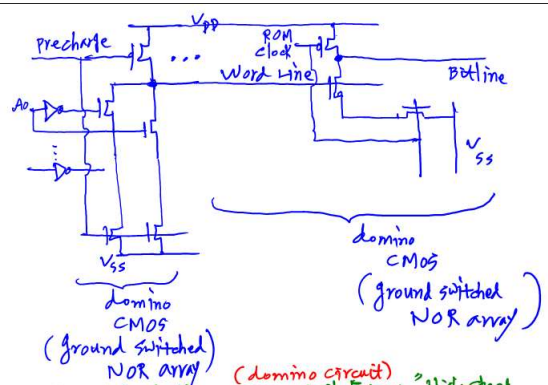 VDD
Precharge
ROM
clock
...
Word Line
Bitline
A0
VSS
VSS
domino
CMOS
(ground switched
NOR array)
domino
CMOS
(ground switched
NOR array)
(domino circuit)